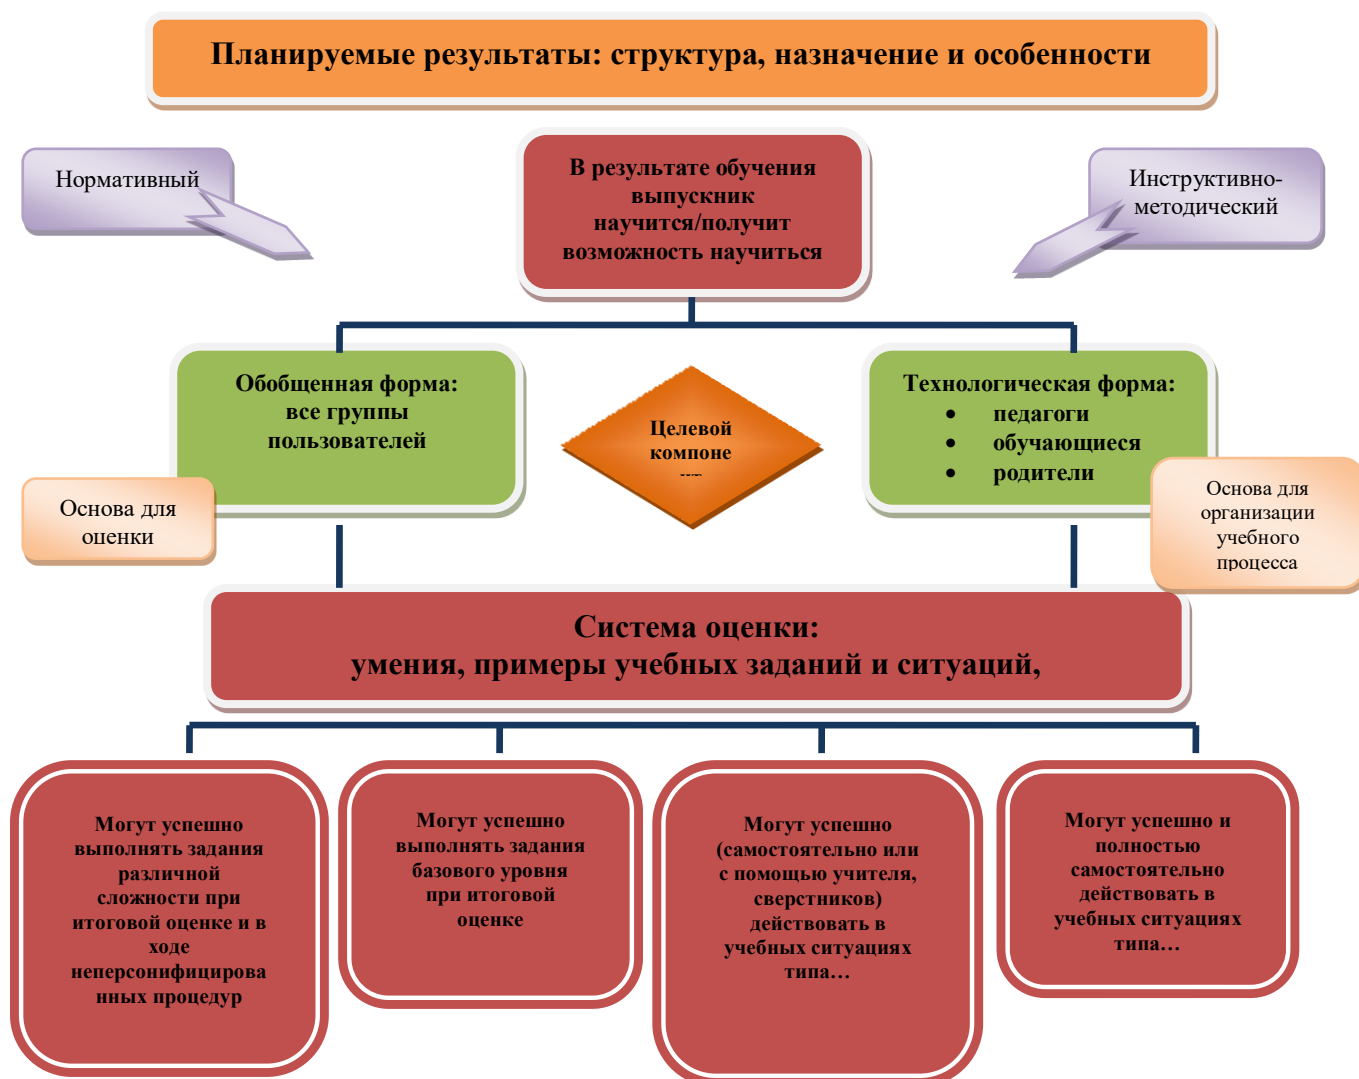 Планируемые результаты: структура, назначение и особенности
Нормативный
В результате обучения
выпускник
научится/получит
возможность научиться
Инструктивно-
методический
Обобщенная форма:
все группы
пользователей
Целевой
компоне
нт
Технологическая форма:
• педагоги
• обучающиеся
• родители
Основа для
оценки
Основа для
организации
учебного
процесса
Система оценки:
умения, примеры учебных заданий и ситуаций,
Могут успешно
выполнять задания
различной
сложности при
итоговой оценке и в
ходе
неперсонифицирова
нных процедур
Могут успешно
выполнять задания
базового уровня
при итоговой
оценке
Могут успешно
(самостоятельно или
с помощью учителя,
сверстников)
действовать в
учебных ситуациях
типа…
Могут успешно и
полностью
самостоятельно
действовать в
учебных ситуациях
типа…